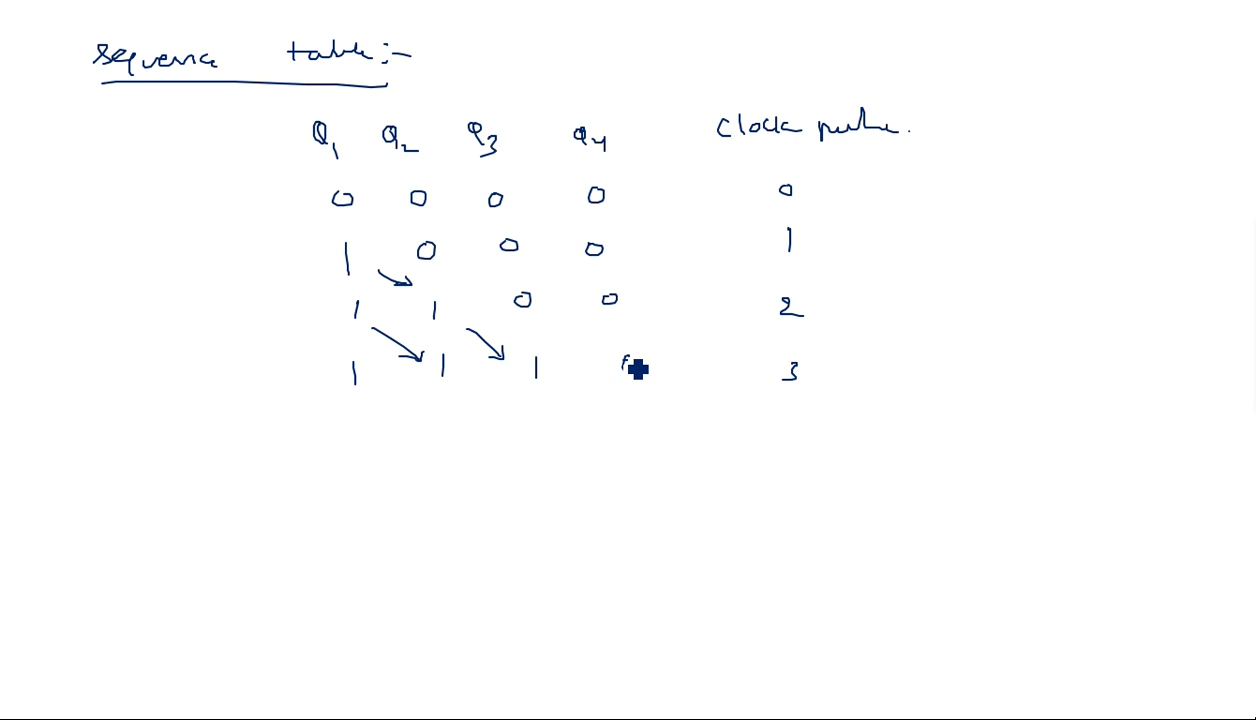 sequence table:-
Q1 Q2 Q3 Q4 clock pulse.
0 0 0 0 0
1 0 0 0 1
1 1 0 0 2
1 1 1 3